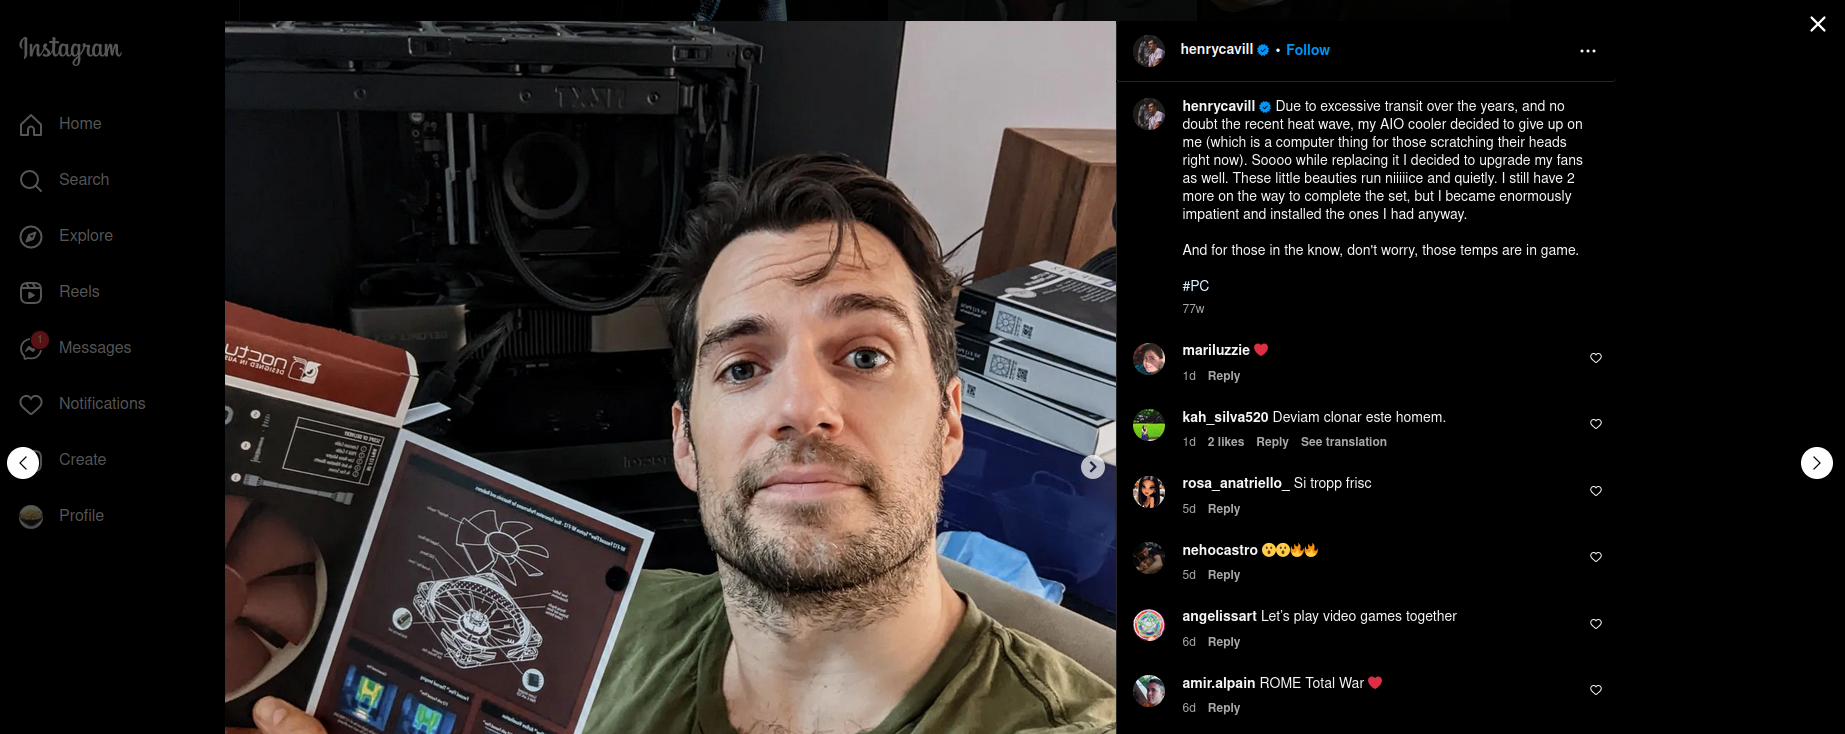 Instagram
Home
Search
Explore
Reels
1
Messages
Notifications
Create
Profile
NZXT
noctua
DESIGNED IN AUS
henrycavill • Follow
henrycavill Due to excessive transit over the years, and no
doubt the recent heat wave, my AIO cooler decided to give up on
me (which is a computer thing for those scratching their heads
right now). Soooo while replacing it I decided to upgrade my fans
as well. These little beauties run niiiiice and quietly. I still have 2
more on the way to complete the set, but I became enormously
impatient and installed the ones I had anyway.
And for those in the know, don't worry, those temps are in game.
#PC
77w
mariluzzie ❤️
1d Reply
kah_silva520 Deviam clonar este homem.
1d 2 likes Reply See translation
rosa_anatriello_ Si tropp frisc
5d Reply
nehocastro 😮😮🔥🔥
5d Reply
angelissart Let's play video games together
6d Reply
amir.alpain ROME Total War ❤️
6d Reply